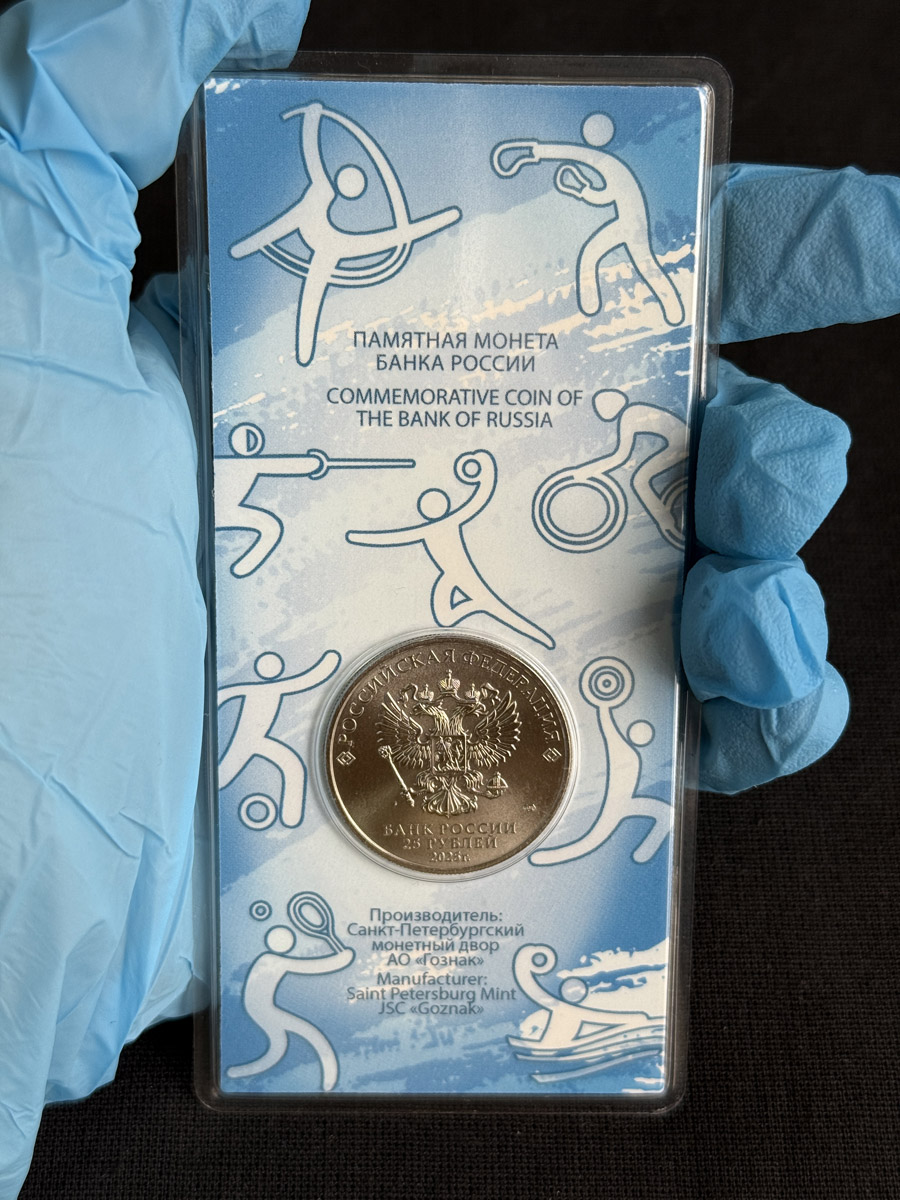 ПАМЯТНАЯ МОНЕТА
БАНКА РОССИИ
COMMEMORATIVE COIN OF
THE BANK OF RUSSIA
РОССИЙСКАЯ ФЕДЕРАЦИЯ
БАНК РОССИИ
25 РУБЛЕЙ
2023 г.
Производитель:
Санкт-Петербургский
монетный двор
АО «Гознак»
Manufacturer:
Saint Petersburg Mint
JSC «Goznak»